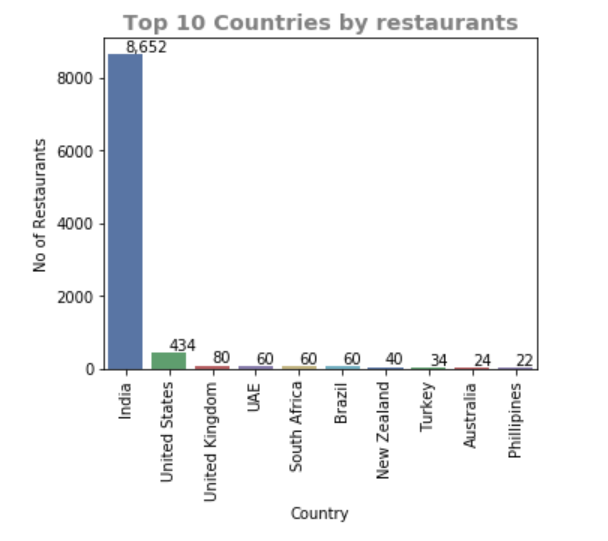 Top 10 Countries by restaurants
8,652
8000
6000
4000
2000
0
No of Restaurants
434
80
60
60
60
40
34
24
22
India
United States
United Kingdom
UAE
South Africa
Brazil
New Zealand
Turkey
Australia
Phillipines
Country